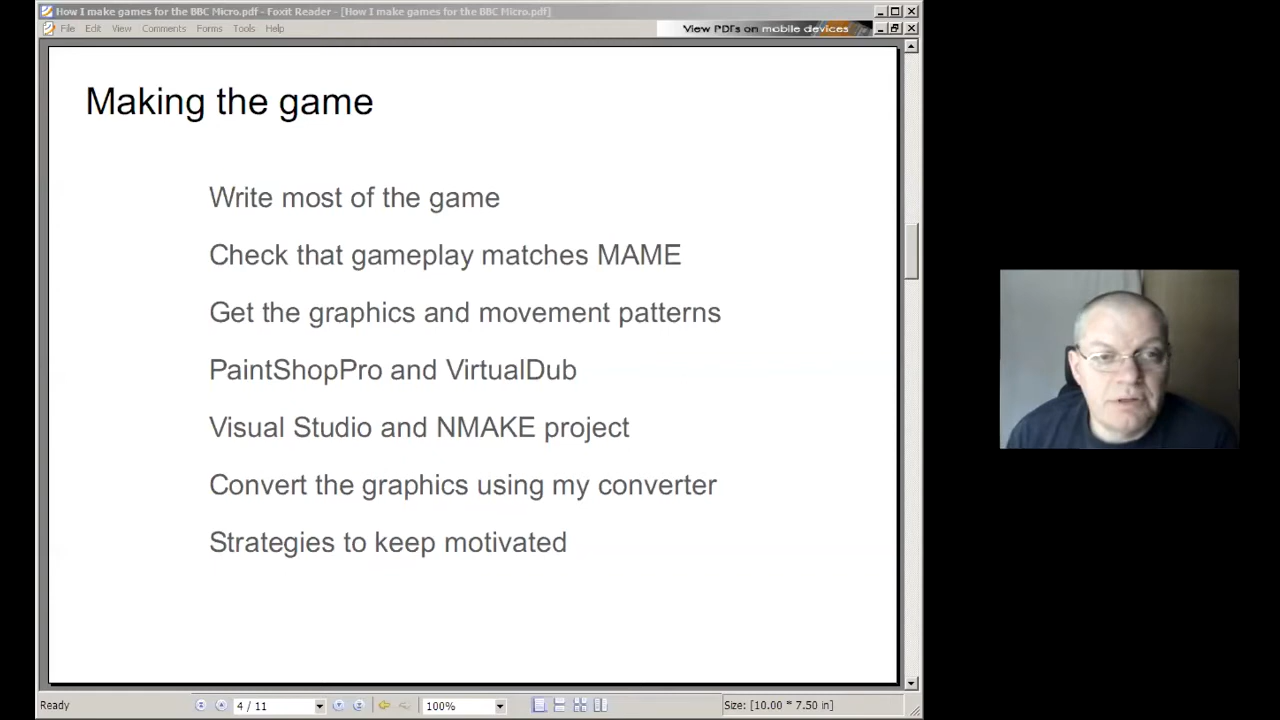 How I make games for the BBC Micro.pdf - Foxit Reader - [How I make games for the BBC Micro.pdf]
File Edit View Comments Forms Tools Help
View PDFs on mobile devices
Making the game
Write most of the game
Check that gameplay matches MAME
Get the graphics and movement patterns
PaintShopPro and VirtualDub
Visual Studio and NMAKE project
Convert the graphics using my converter
Strategies to keep motivated
Ready 4 / 11 100% Size: [10.00 * 7.50 in]